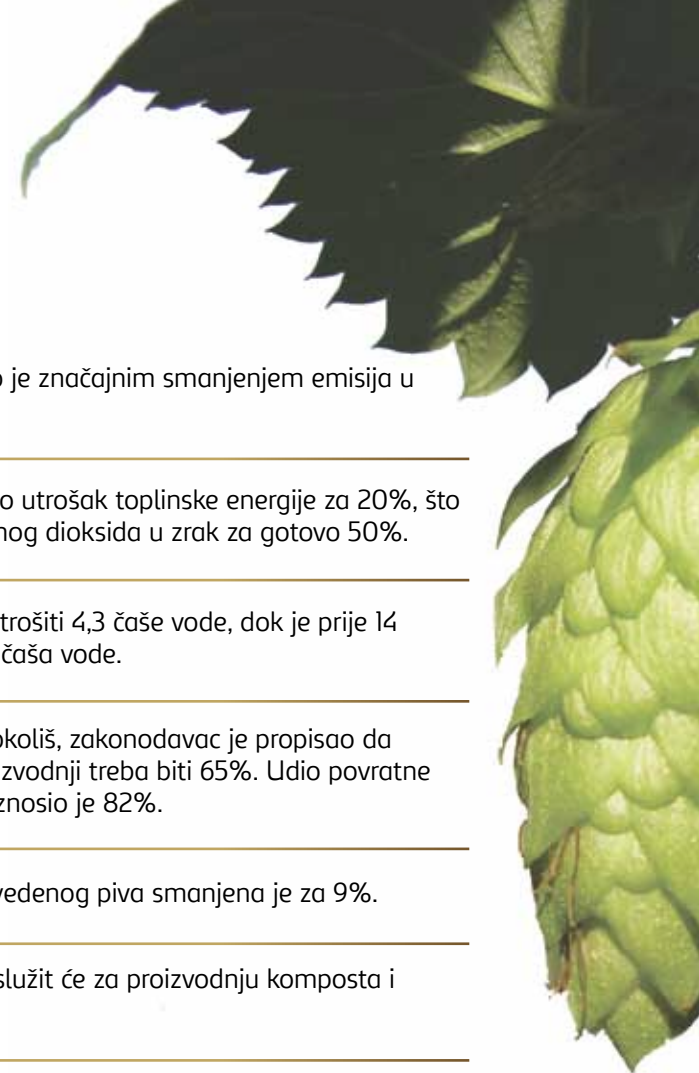 o je značajnim smanjenjem emisija u
o utrošak toplinske energije za 20%, što
nog dioksida u zrak za gotovo 50%.
trošiti 4,3 čaše vode, dok je prije 14
čaša vode.
okoliš, zakonodavac je propisao da
zvodnji treba biti 65%. Udio povratne
znosio je 82%.
vedenog piva smanjena je za 9%.
služit će za proizvodnju komposta i